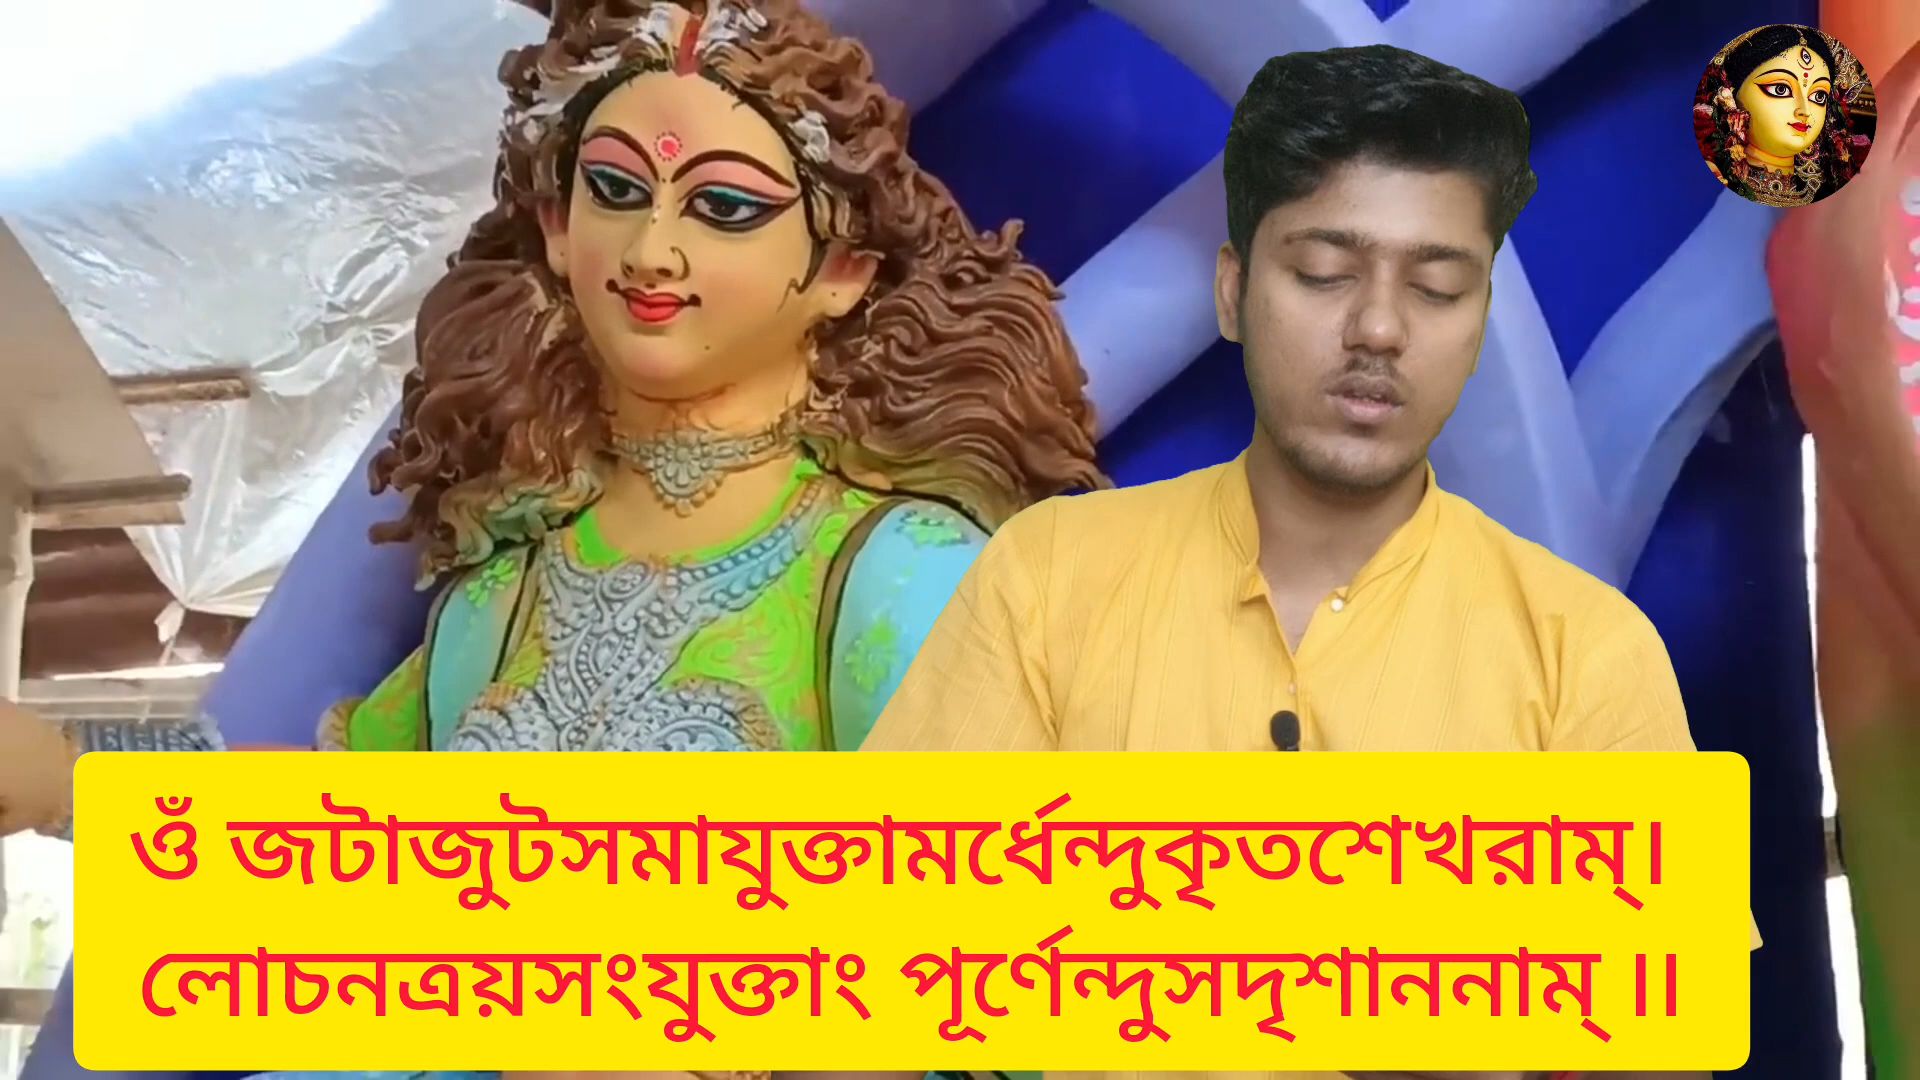 ওঁ জটাজুটসমাযুক্তামর্ধেন্দুকৃতশেখরাম্।
লোচনত্রয়সংযুক্তাং পূর্ণেন্দুসদৃশাননাম্ ।।